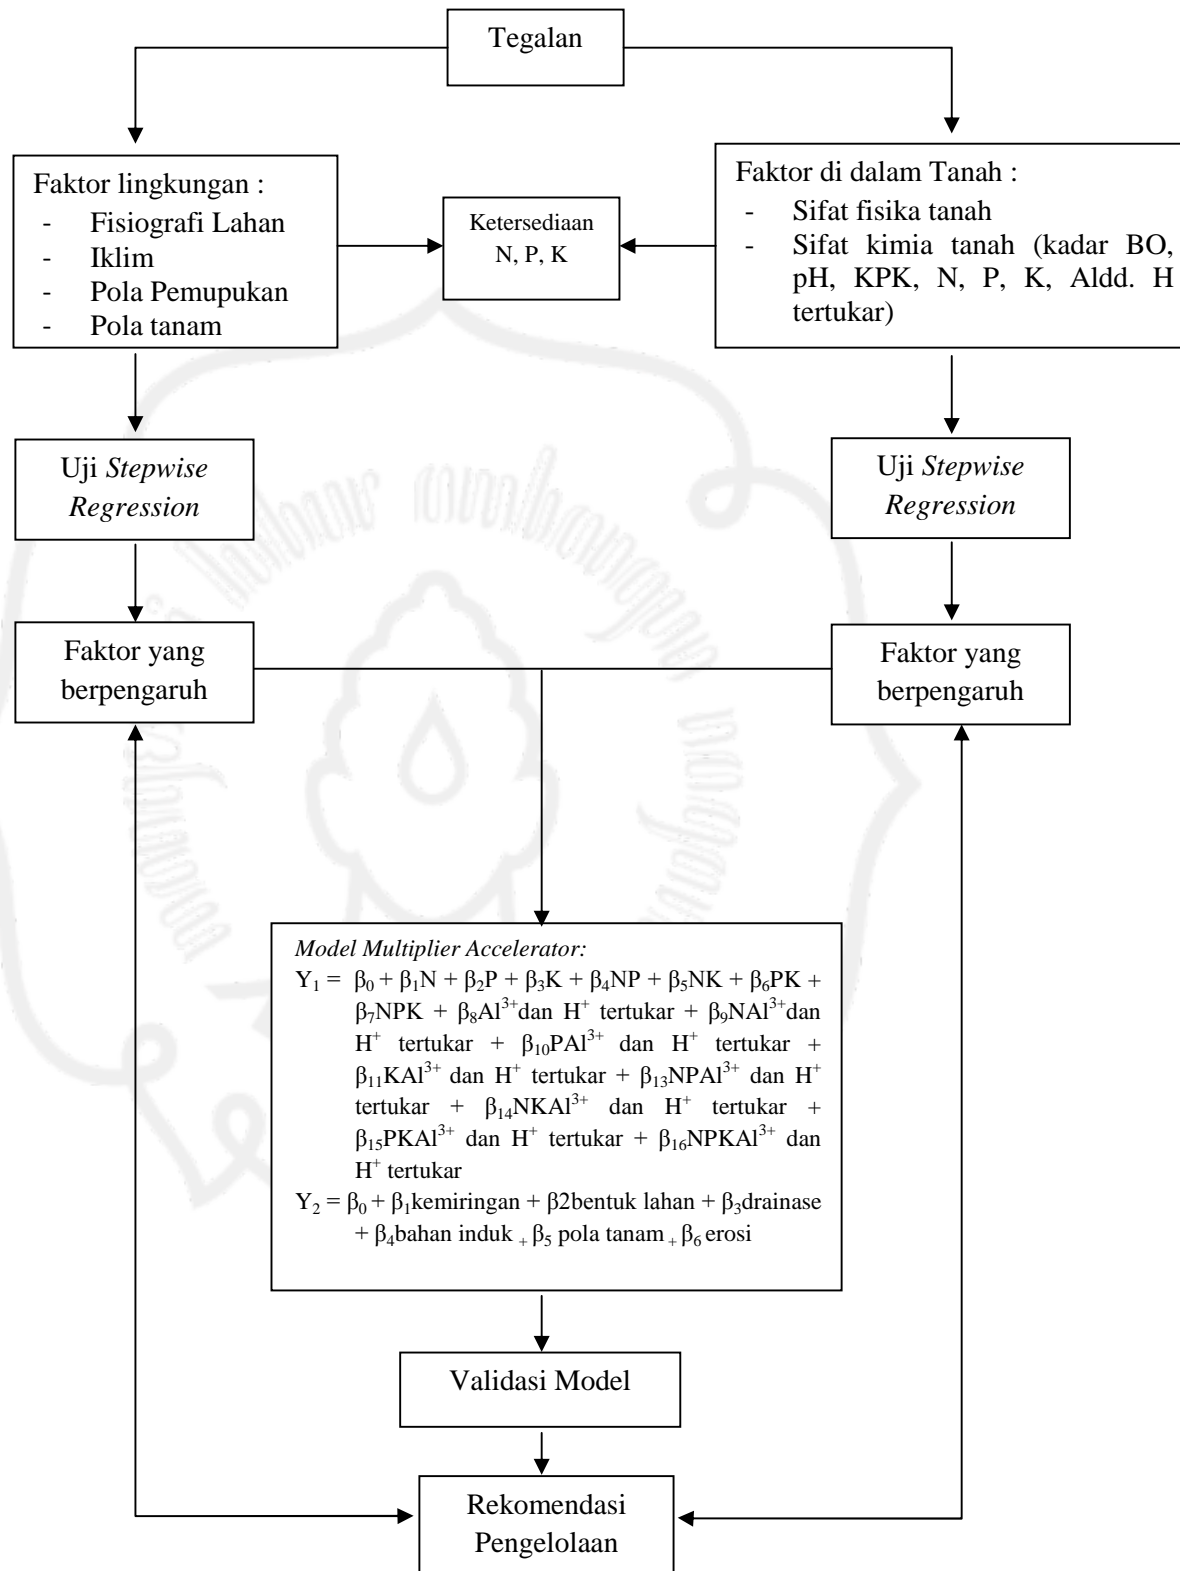 Tegalan
Faktor lingkungan :
- Fisiografi Lahan
- Iklim
- Pola Pemupukan
- Pola tanam
Ketersediaan
N, P, K
Faktor di dalam Tanah :
- Sifat fisika tanah
- Sifat kimia tanah (kadar BO,
pH, KPK, N, P, K, Aldd. H
tertukar)
Uji Stepwise
Regression
Uji Stepwise
Regression
Faktor yang
berpengaruh
Faktor yang
berpengaruh
Model Multiplier Accelerator:
Y₁ = β₀ + β₁N + β₂P + β₃K + β₄NP + β₅NK + β₆PK +
β₇NPK + β₈Al³⁺dan H⁺ tertukar + β₉NAl³⁺dan
H⁺ tertukar + β₁₀PAl³⁺ dan H⁺ tertukar +
β₁₁KAl³⁺ dan H⁺ tertukar + β₁₃NPAl³⁺ dan H⁺
tertukar + β₁₄NKAl³⁺ dan H⁺ tertukar +
β₁₅PKAl³⁺ dan H⁺ tertukar + β₁₆NPKAl³⁺ dan
H⁺ tertukar
Y₂ = β₀ + β₁kemiringan + β2bentuk lahan + β₃drainase
+ β₄bahan induk ₊ β₅ pola tanam ₊ β₆ erosi
Validasi Model
Rekomendasi
Pengelolaan